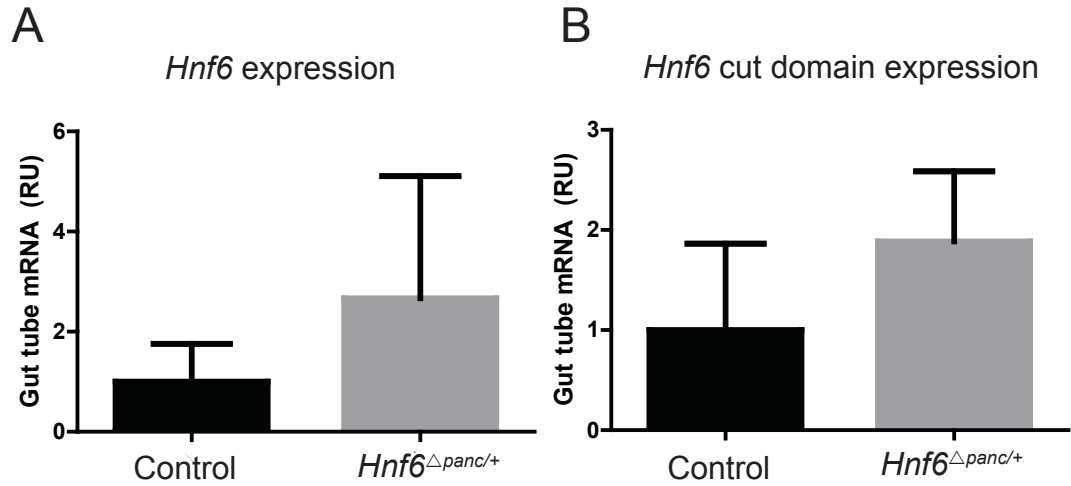 A
Hnf6 expression
Gut tube mRNA (RU)
6
4
2
0
Control
Hnf6△panc/+
B
Hnf6 cut domain expression
Gut tube mRNA (RU)
3
2
1
0
Control
Hnf6△panc/+